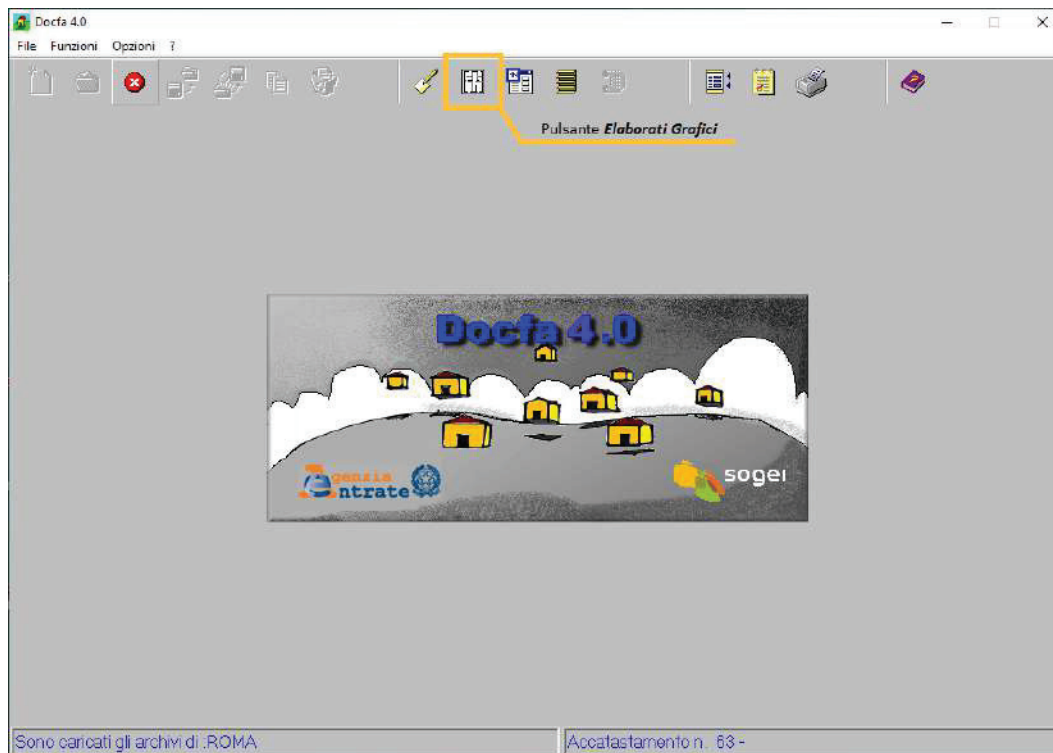 Docfa 4.0
File Funzioni Opzioni ?
Pulsante Elaborati Grafici
Docfa 4.0
genzia
ntrate
sogei
Sono caricati gli archivi di :ROMA
Accatastamento n. 63 -